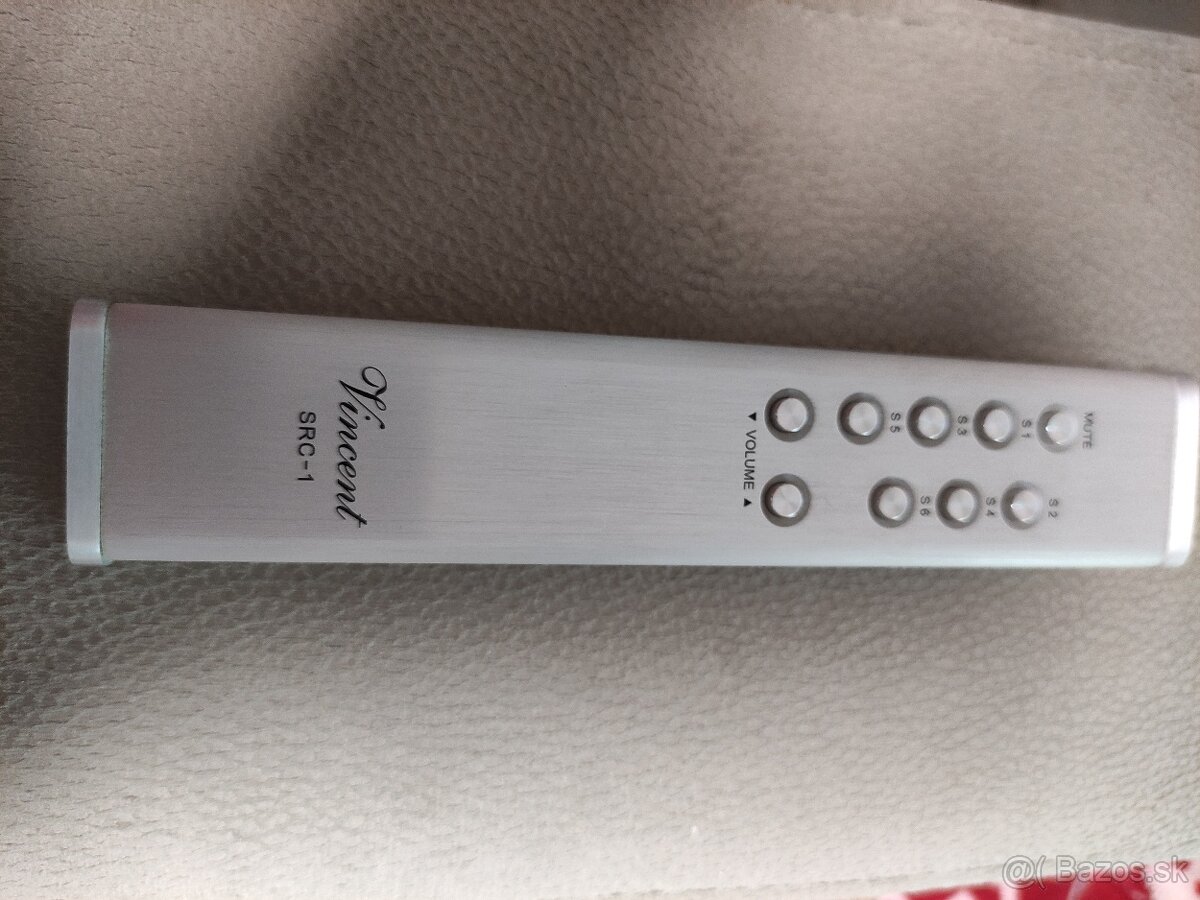 MUTE
S1
S2
S3
S4
S5
S6
▼ VOLUME ▲
Vincent
SRC-1
@( Bazos.sk